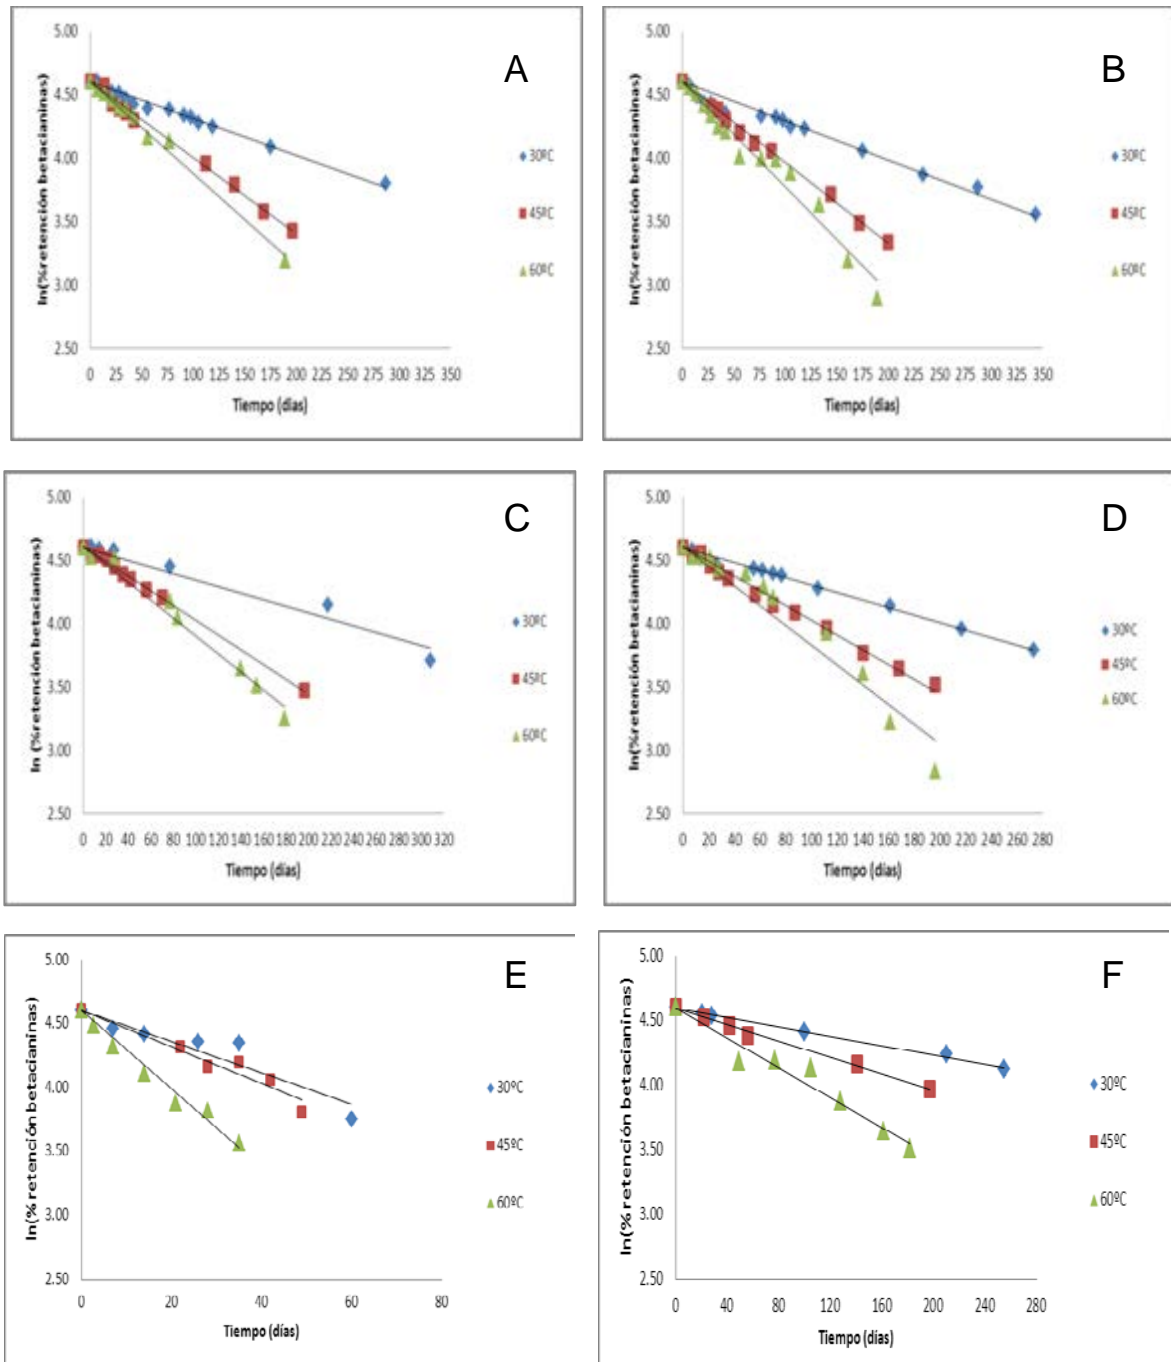 A
ln(%retención betacianinas)
5.00
4.50
4.00
3.50
3.00
2.50
0 25 50 75 100 125 150 175 200 225 250 275 300 325 350
Tiempo (días)
30ºC
45ºC
60ºC
B
ln(%retención betacianinas)
5.00
4.50
4.00
3.50
3.00
2.50
0 25 50 75 100 125 150 175 200 225 250 275 300 325 350
Tiempo (días)
30ºC
45ºC
60ºC
C
ln (%retención betacianinas)
5.00
4.50
4.00
3.50
3.00
2.50
0 20 40 60 80 100 120 140 160 180 200 220 240 260 280 300 320
Tiempo (días)
30ºC
45ºC
60ºC
D
ln(%retención betacianinas)
5.00
4.50
4.00
3.50
3.00
2.50
0 20 40 60 80 100 120 140 160 180 200 220 240 260 280
Tiempo (días)
30ºC
45ºC
60ºC
E
ln(% retención betacianinas)
5.00
4.50
4.00
3.50
3.00
2.50
0 20 40 60 80
Tiempo (días)
30ºC
45ºC
60ºC
F
ln(% retención betacianinas)
5.00
4.50
4.00
3.50
3.00
2.50
0 40 80 120 160 200 240 280
Tiempo (días)
30ºC
45ºC
60ºC